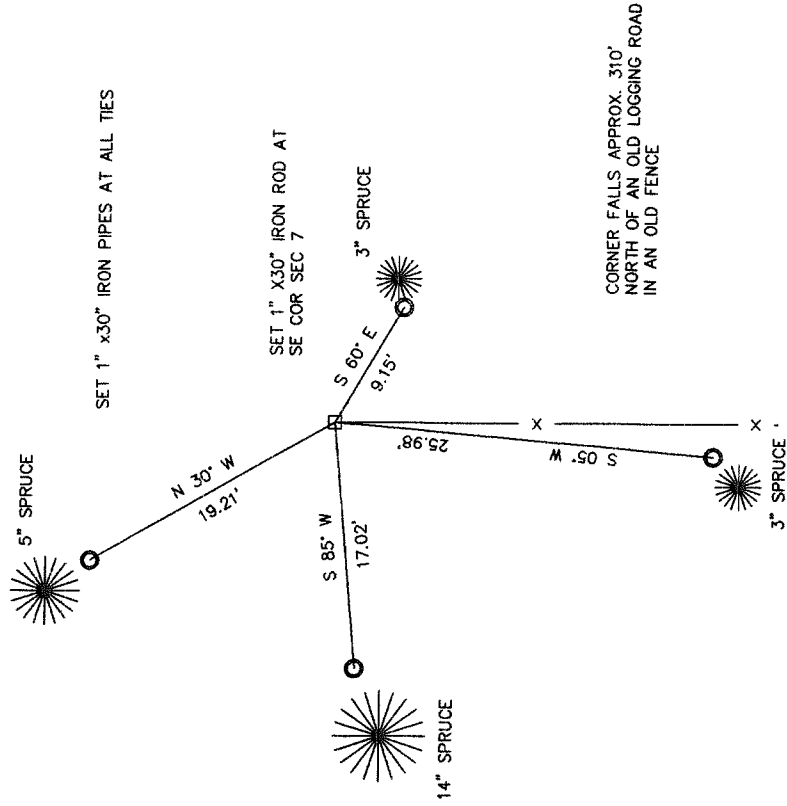 SET 1" x30" IRON PIPES AT ALL TIES
5" SPRUCE
N 30° W
19.21'
SET 1" X30" IRON ROD AT
SE COR SEC 7
3" SPRUCE
S 60° E
9.15'
S 85° W
17.02'
14" SPRUCE
25.98'
S 05° W
3" SPRUCE
X
X
CORNER FALLS APPROX. 310'
NORTH OF AN OLD LOGGING ROAD
IN AN OLD FENCE